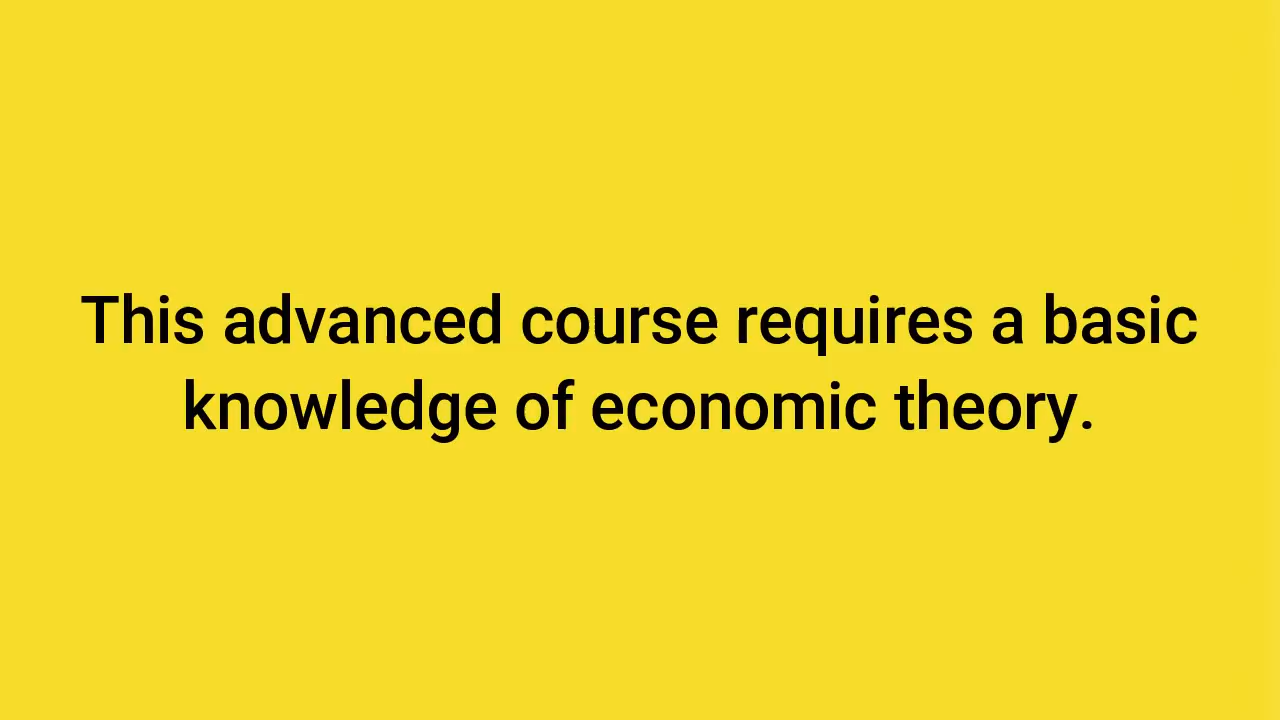 This advanced course requires a basic
knowledge of economic theory.